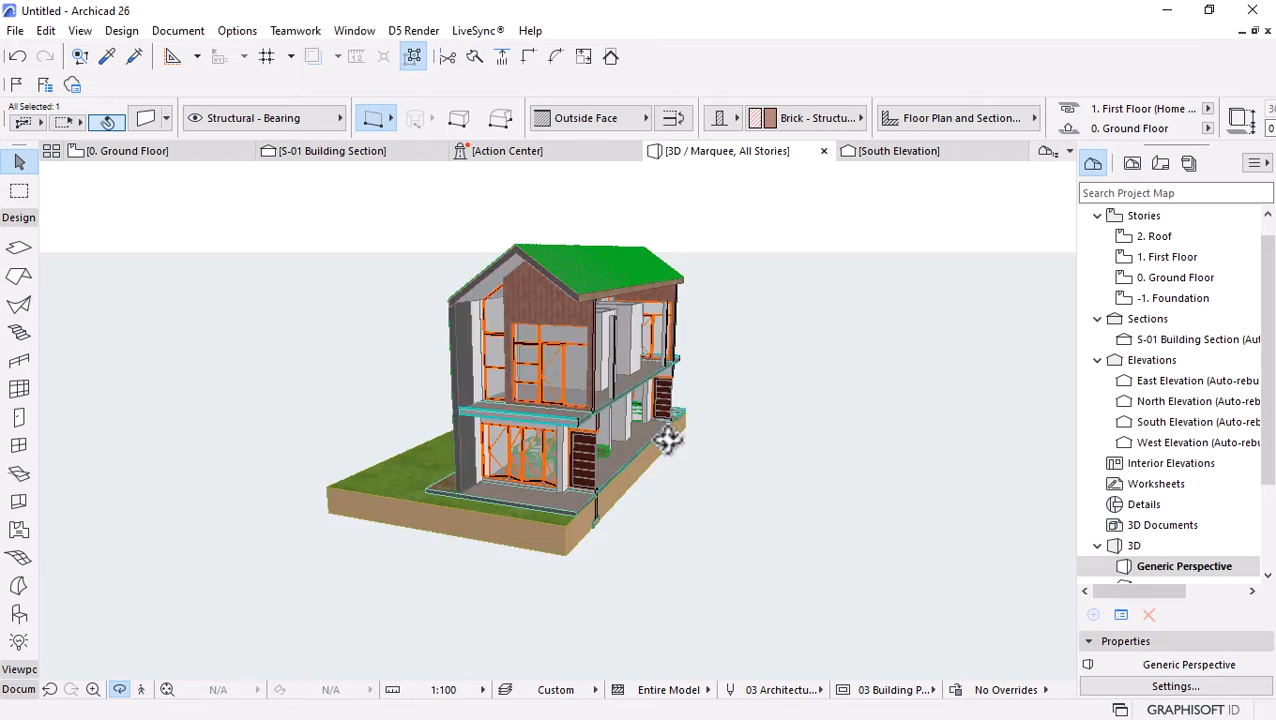 Untitled - Archicad 26
File Edit View Design Document Options Teamwork Window D5 Render LiveSync® Help
All Selected: 1
Structural - Bearing
Outside Face
Brick - Structu...
Floor Plan and Section...
1. First Floor (Home ...
0. Ground Floor
[0. Ground Floor]
[S-01 Building Section]
[Action Center]
[3D / Marquee, All Stories]
[South Elevation]
Search Project Map
Design
Stories
2. Roof
1. First Floor
0. Ground Floor
-1. Foundation
Sections
S-01 Building Section (Aut
Elevations
East Elevation (Auto-rebu
North Elevation (Auto-re
South Elevation (Auto-re
West Elevation (Auto-reb
Interior Elevations
Worksheets
Details
3D Documents
3D
Generic Perspective
Properties
Generic Perspective
Settings...
Viewpc
Docum
N/A
N/A
1:100
Custom
Entire Model
03 Architectu...
03 Building P...
No Overrides
GRAPHISOFT ID